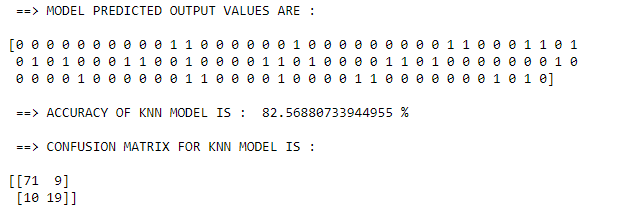 ==> MODEL PREDICTED OUTPUT VALUES ARE :
[0 0 0 0 0 0 0 0 0 0 1 1 0 0 0 0 0 0 1 0 0 0 0 0 0 0 0 0 1 1 0 0 0 1 1 0 1
0 1 0 1 0 0 0 1 1 0 0 1 0 0 0 0 1 1 0 1 0 0 0 0 1 1 0 1 0 0 0 0 0 0 0 1 0
0 0 0 0 1 0 0 0 0 0 0 1 1 0 0 0 0 1 0 0 0 0 1 1 0 0 0 0 0 0 0 1 0 1 0]
==> ACCURACY OF KNN MODEL IS :  82.56880733944955 %
==> CONFUSION MATRIX FOR KNN MODEL IS :
[[71  9]
[10 19]]